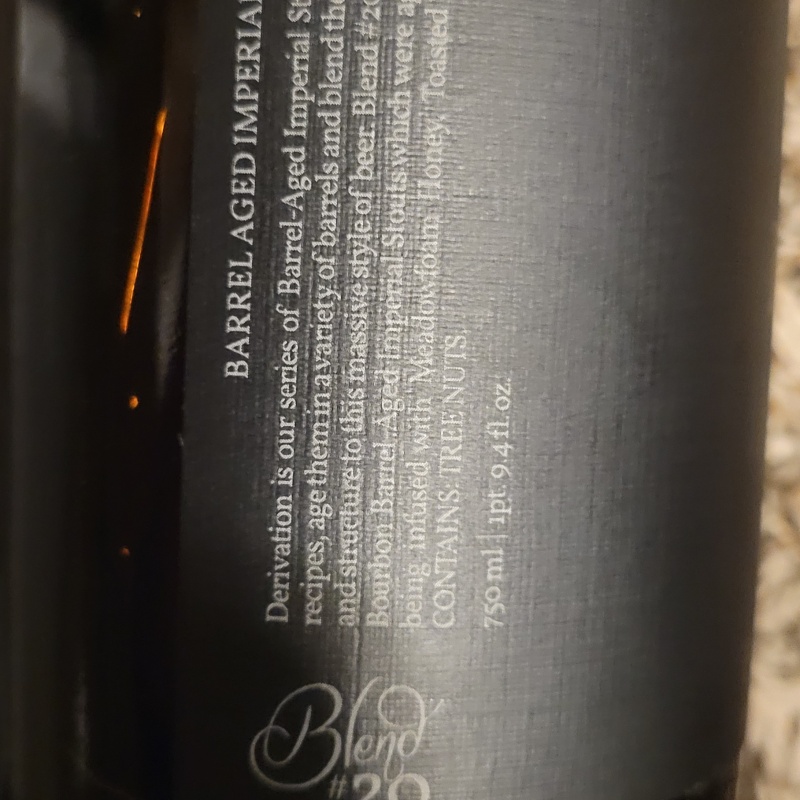 BARREL AGED IMPERIAL
Derivation is our series of Barrel-Aged Imperial
recipes, age them in a variety of barrels and blend
and structure to this massive style of beer Blend
Bourbon Barrel-Aged Imperial Stouts which were
being infused with Meadowfoam Honey, Toasted
CONTAINS: TREE NUTS.
750 ml | 1pt 9.4 fl. oz.
Blend